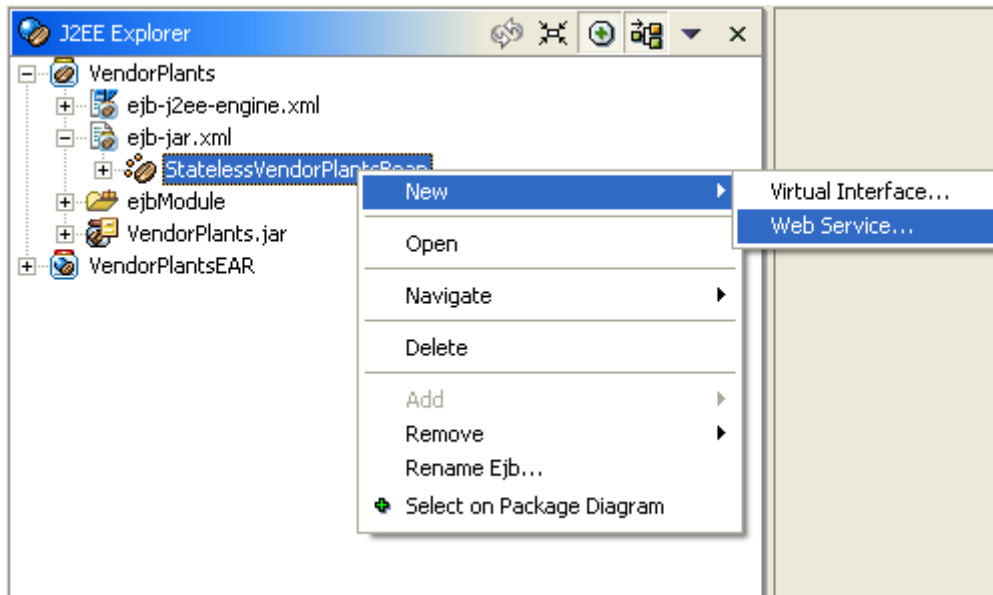 J2EE Explorer
VendorPlants
ejb-j2ee-engine.xml
ejb-jar.xml
StatelessVendorPlantsBean
ejbModule
VendorPlants.jar
VendorPlantsEAR
New
Open
Navigate
Delete
Add
Remove
Rename Ejb...
Select on Package Diagram
Virtual Interface...
Web Service...